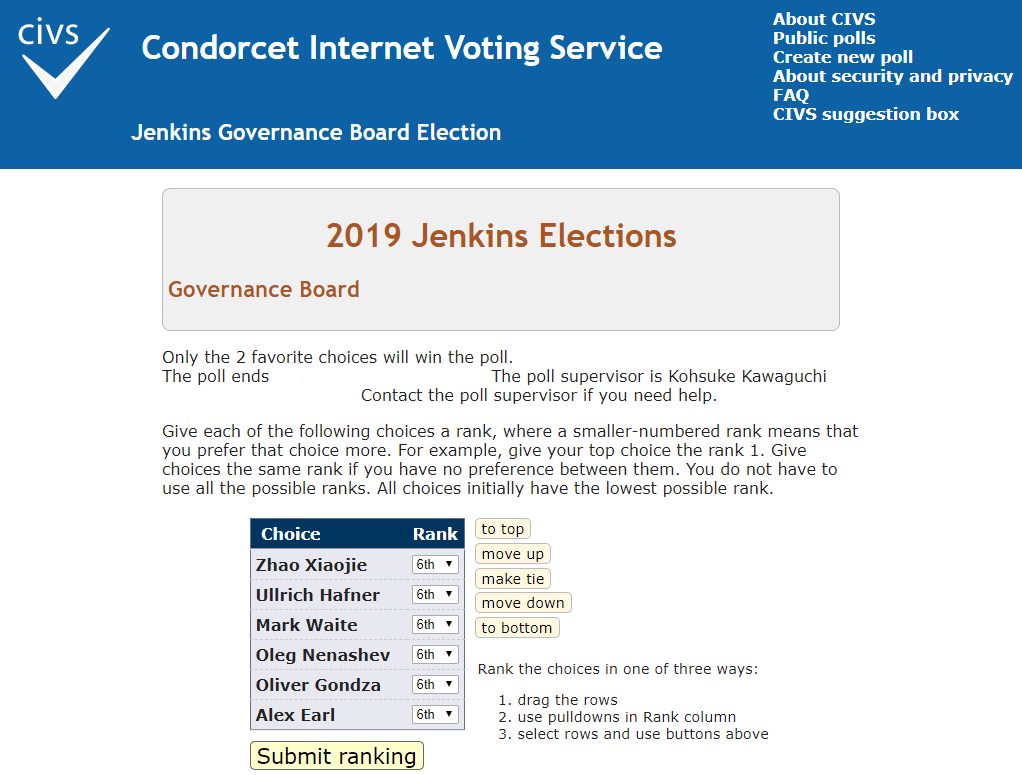 civs
Condorcet Internet Voting Service
Jenkins Governance Board Election
About CIVS
Public polls
Create new poll
About security and privacy
FAQ
CIVS suggestion box
2019 Jenkins Elections
Governance Board
Only the 2 favorite choices will win the poll.
The poll ends The poll supervisor is Kohsuke Kawaguchi
Contact the poll supervisor if you need help.
Give each of the following choices a rank, where a smaller-numbered rank means that
you prefer that choice more. For example, give your top choice the rank 1. Give
choices the same rank if you have no preference between them. You do not have to
use all the possible ranks. All choices initially have the lowest possible rank.
Choice Rank
Zhao Xiaojie 6th
Ullrich Hafner 6th
Mark Waite 6th
Oleg Nenashev 6th
Oliver Gondza 6th
Alex Earl 6th
Submit ranking
to top
move up
make tie
move down
to bottom
Rank the choices in one of three ways:
1. drag the rows
2. use pulldowns in Rank column
3. select rows and use buttons above